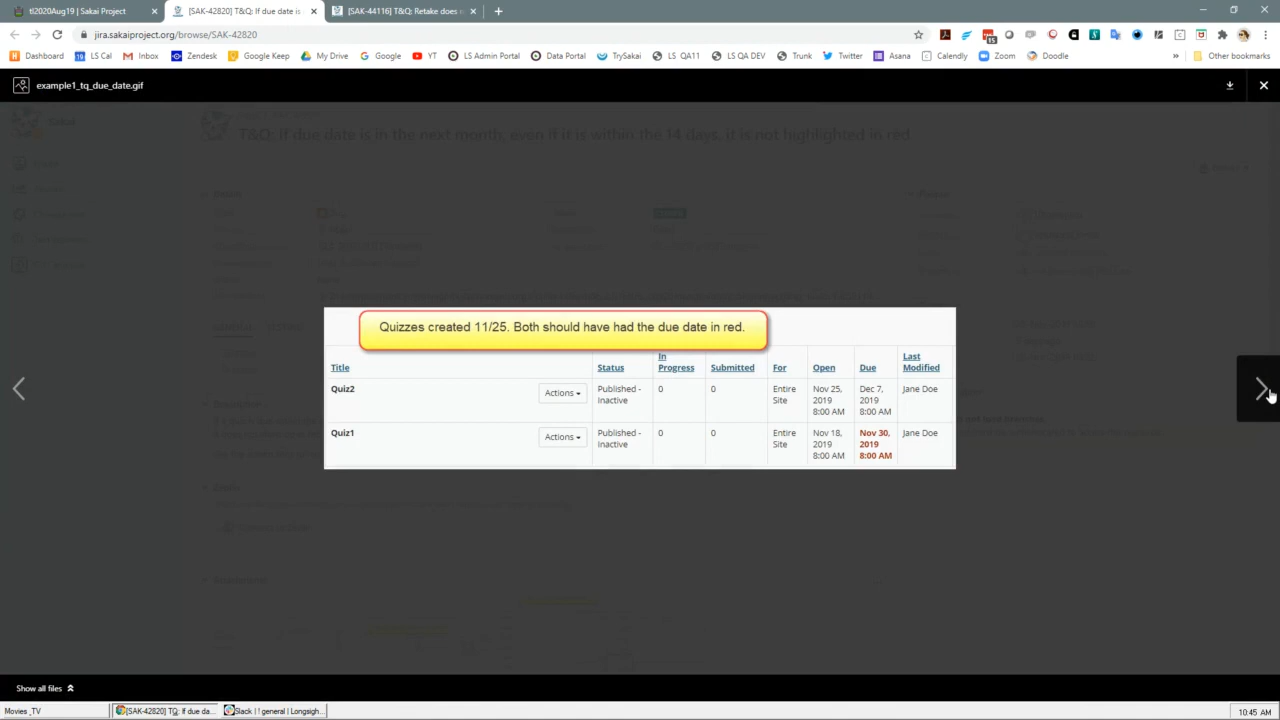 tl2020Aug19 | Sakai Project
[SAK-42820] T&Q: If due date is
[SAK-44116] T&Q: Retake does n
jira.sakaiproject.org/browse/SAK-42820
15
Dashboard LS Cal Inbox Zendesk Google Keep My Drive Google YT LS Admin Portal Data Portal TrySakai LS QA11 LS QA DEV Trunk Twitter Asana Calendly Zoom Doodle » Other bookmarks
example1_tq_due_date.gif
T&Q: If due date is in the next month, even if it is within the 14 days, it is not highlighted in red.
Quizzes created 11/25. Both should have had the due date in red.
Title Status In Progress Submitted For Open Due Last Modified
Quiz2 Actions Published - Inactive 0 0 Entire Site Nov 25, 2019 8:00 AM Dec 7, 2019 8:00 AM Jane Doe
Quiz1 Actions Published - Inactive 0 0 Entire Site Nov 18, 2019 8:00 AM Nov 30, 2019 8:00 AM Jane Doe
Show all files
Movies _TV
[SAK-42820] TQ: If due da...
Slack | ! general | Longsigh...
10:45 AM